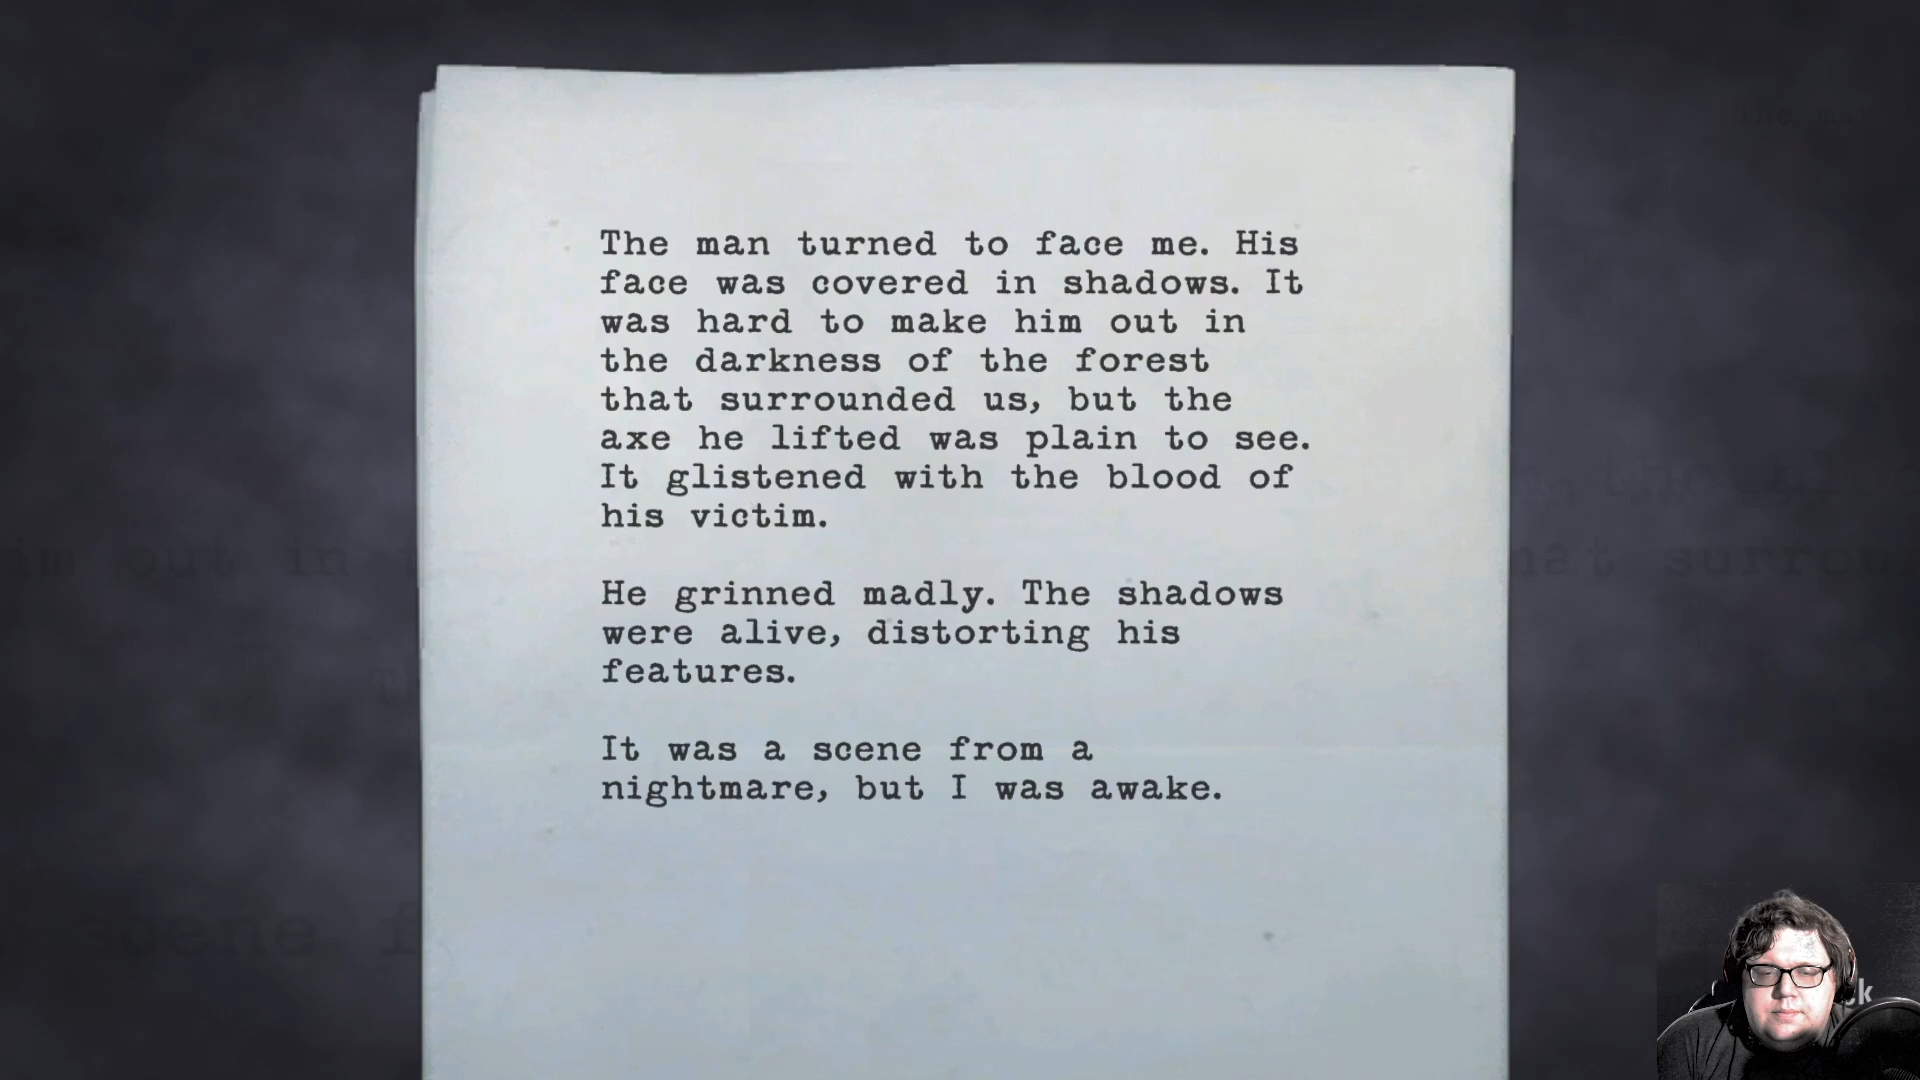 The man turned to face me. His
face was covered in shadows. It
was hard to make him out in
the darkness of the forest
that surrounded us, but the
axe he lifted was plain to see.
It glistened with the blood of
his victim.
He grinned madly. The shadows
were alive, distorting his
features.
It was a scene from a
nightmare, but I was awake.